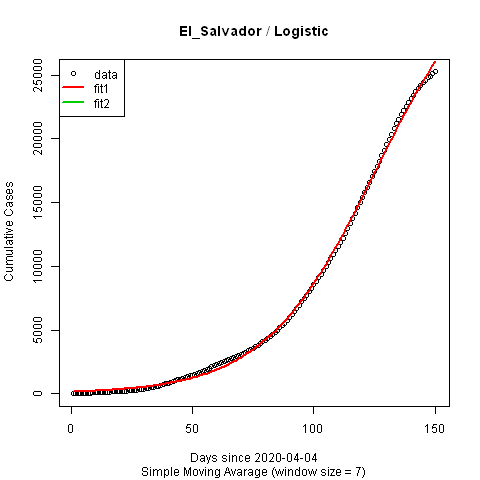 El_Salvador / Logistic
data
fit1
fit2
Cumulative Cases
25000
20000
15000
10000
5000
0
0 50 100 150
Days since 2020-04-04
Simple Moving Avarage (window size = 7)